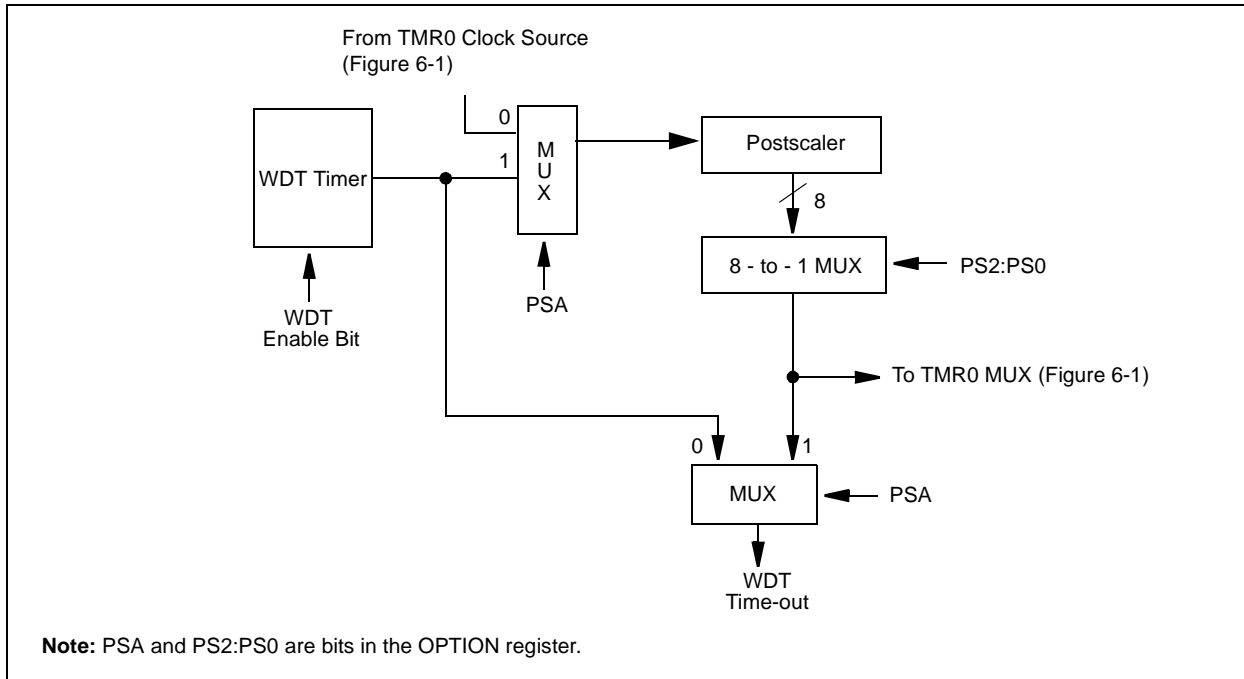 From TMR0 Clock Source
(Figure 6-1)
0
1
M
U
X
WDT Timer
Postscaler
8
8 - to - 1 MUX
PS2:PS0
PSA
WDT
Enable Bit
To TMR0 MUX (Figure 6-1)
0
1
MUX
PSA
WDT
Time-out
Note: PSA and PS2:PS0 are bits in the OPTION register.